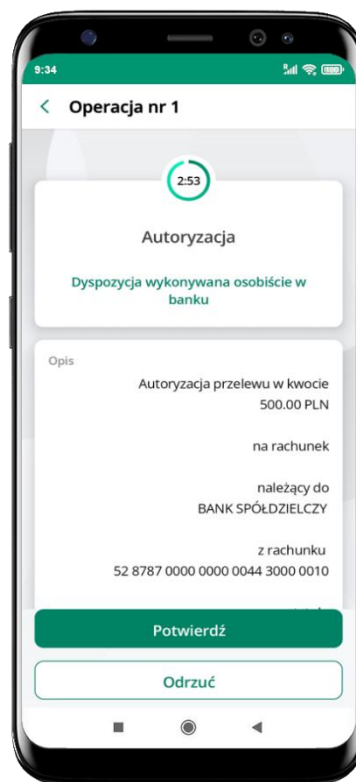 9:34
Operacja nr 1
2:53
Autoryzacja
Dyspozycja wykonywana osobiście w
banku
Opis
Autoryzacja przelewu w kwocie
500.00 PLN
na rachunek
należący do
BANK SPÓŁDZIELCZY
z rachunku
52 8787 0000 0000 0044 3000 0010
Potwierdź
Odrzuć